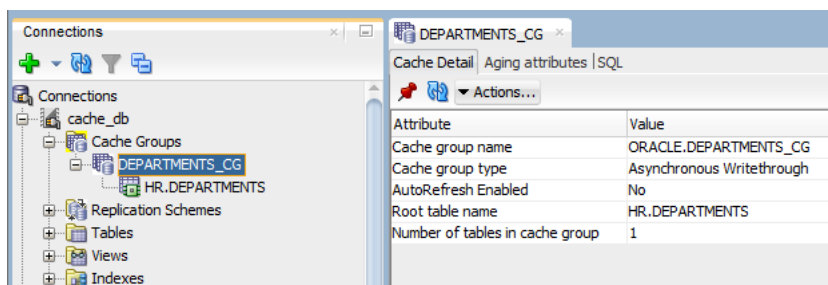 Connections
Connections
cache_db
Cache Groups
DEPARTMENTS_CG
HR.DEPARTMENTS
Replication Schemes
Tables
Views
Indexes
DEPARTMENTS_CG
Cache Detail Aging attributes SQL
Actions...
Attribute Value
Cache group name ORACLE.DEPARTMENTS_CG
Cache group type Asynchronous Writethrough
AutoRefresh Enabled No
Root table name HR.DEPARTMENTS
Number of tables in cache group 1